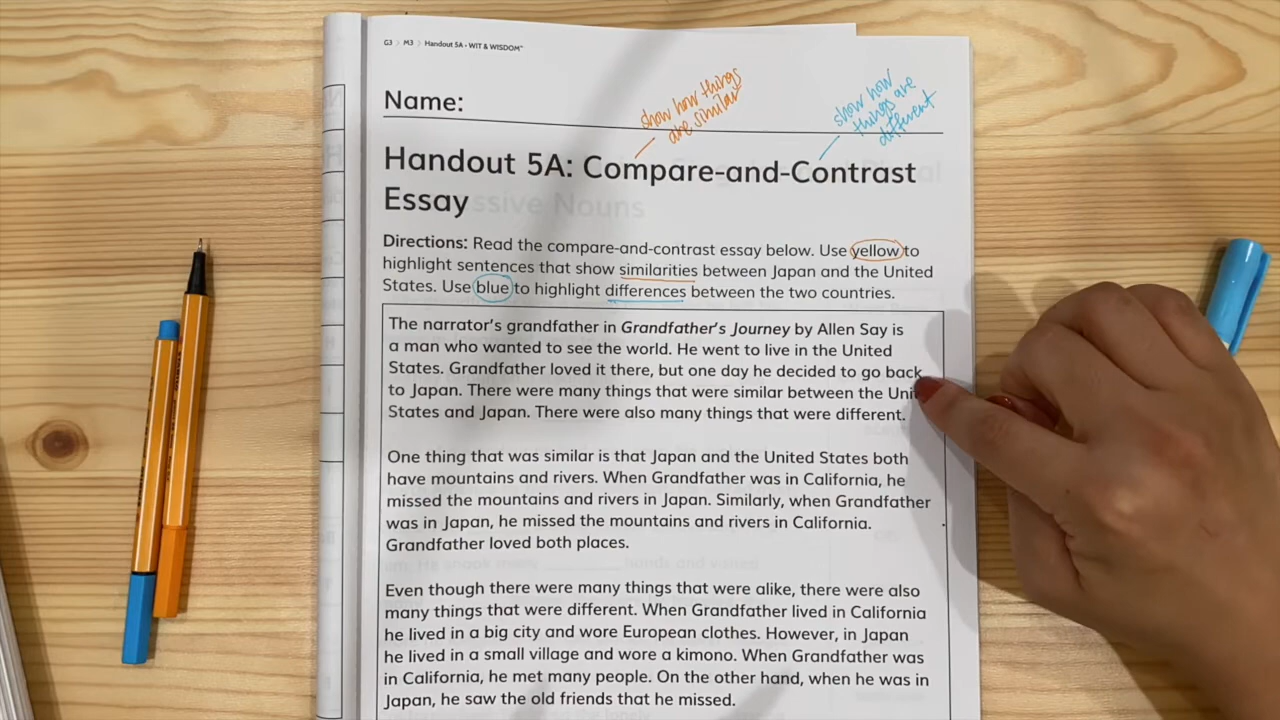 G3 > M3 > Handout 5A • WIT & WISDOM™
show how things
are similar
show how
things are
different
Name:
Handout 5A: Compare-and-Contrast
Essay
Directions: Read the compare-and-contrast essay below. Use yellow to
highlight sentences that show similarities between Japan and the United
States. Use blue to highlight differences between the two countries.
The narrator's grandfather in Grandfather's Journey by Allen Say is
a man who wanted to see the world. He went to live in the United
States. Grandfather loved it there, but one day he decided to go back
to Japan. There were many things that were similar between the Unit
States and Japan. There were also many things that were different.
One thing that was similar is that Japan and the United States both
have mountains and rivers. When Grandfather was in California, he
missed the mountains and rivers in Japan. Similarly, when Grandfather
was in Japan, he missed the mountains and rivers in California.
Grandfather loved both places.
Even though there were many things that were alike, there were also
many things that were different. When Grandfather lived in California
he lived in a big city and wore European clothes. However, in Japan
he lived in a small village and wore a kimono. When Grandfather was
in California, he met many people. On the other hand, when he was in
Japan, he saw the old friends that he missed.